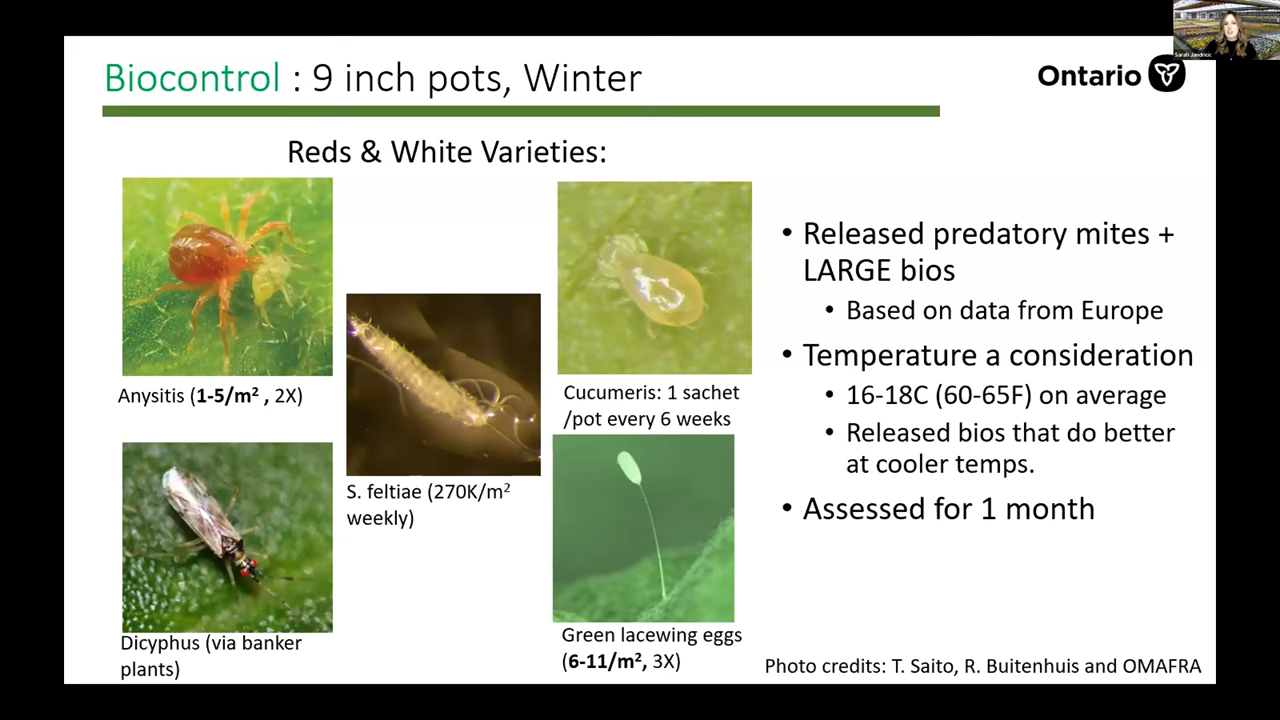 Sarah Jandricic
Biocontrol : 9 inch pots, Winter
Ontario
Reds & White Varieties:
Anysitis (1-5/m² , 2X)
S. feltiae (270K/m²
weekly)
Cucumeris: 1 sachet
/pot every 6 weeks
Dicyphus (via banker
plants)
Green lacewing eggs
(6-11/m², 3X)
• Released predatory mites +
LARGE bios
• Based on data from Europe
• Temperature a consideration
• 16-18C (60-65F) on average
• Released bios that do better
at cooler temps.
• Assessed for 1 month
Photo credits: T. Saito, R. Buitenhuis and OMAFRA